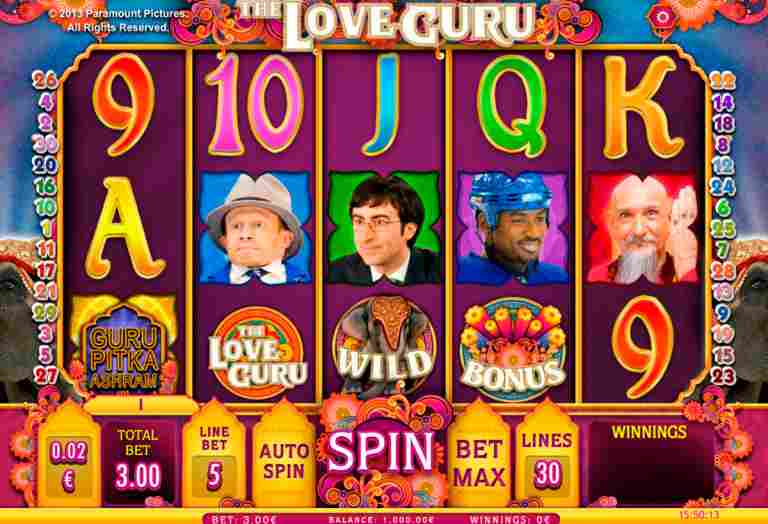 © 2013 Paramount Pictures.
All Rights Reserved.
THE LOVE GURU
9 10 J Q K
A
GURU
PITKA
ASHRAM
THE
LOVE
GURU
WILD
BONUS
9
26
4
2
30
20
16
10
1
11
17
21
29
3
5
27
22
14
18
8
12
24
6
25
7
28
13
9
19
15
23
1
0.02
€
TOTAL
BET
3.00
LINE
BET
5
AUTO
SPIN
SPIN
BET
MAX
LINES
30
WINNINGS
15:50:13
BET: 3.00€ BALANCE: 1,000.00€ WINNINGS: 0€